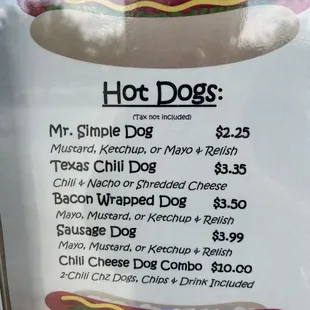 Hot Dogs:
(Tax not included)
Mr. Simple Dog $2.25
Mustard, Ketchup, or Mayo & Relish
Texas Chili Dog $3.35
Chili & Nacho or Shredded Cheese
Bacon Wrapped Dog $3.50
Mayo, Mustard, or Ketchup & Relish
Sausage Dog $3.99
Mayo, Mustard, or Ketchup & Relish
Chili Cheese Dog Combo $10.00
2-Chili Chz Dogs, Chips & Drink Included